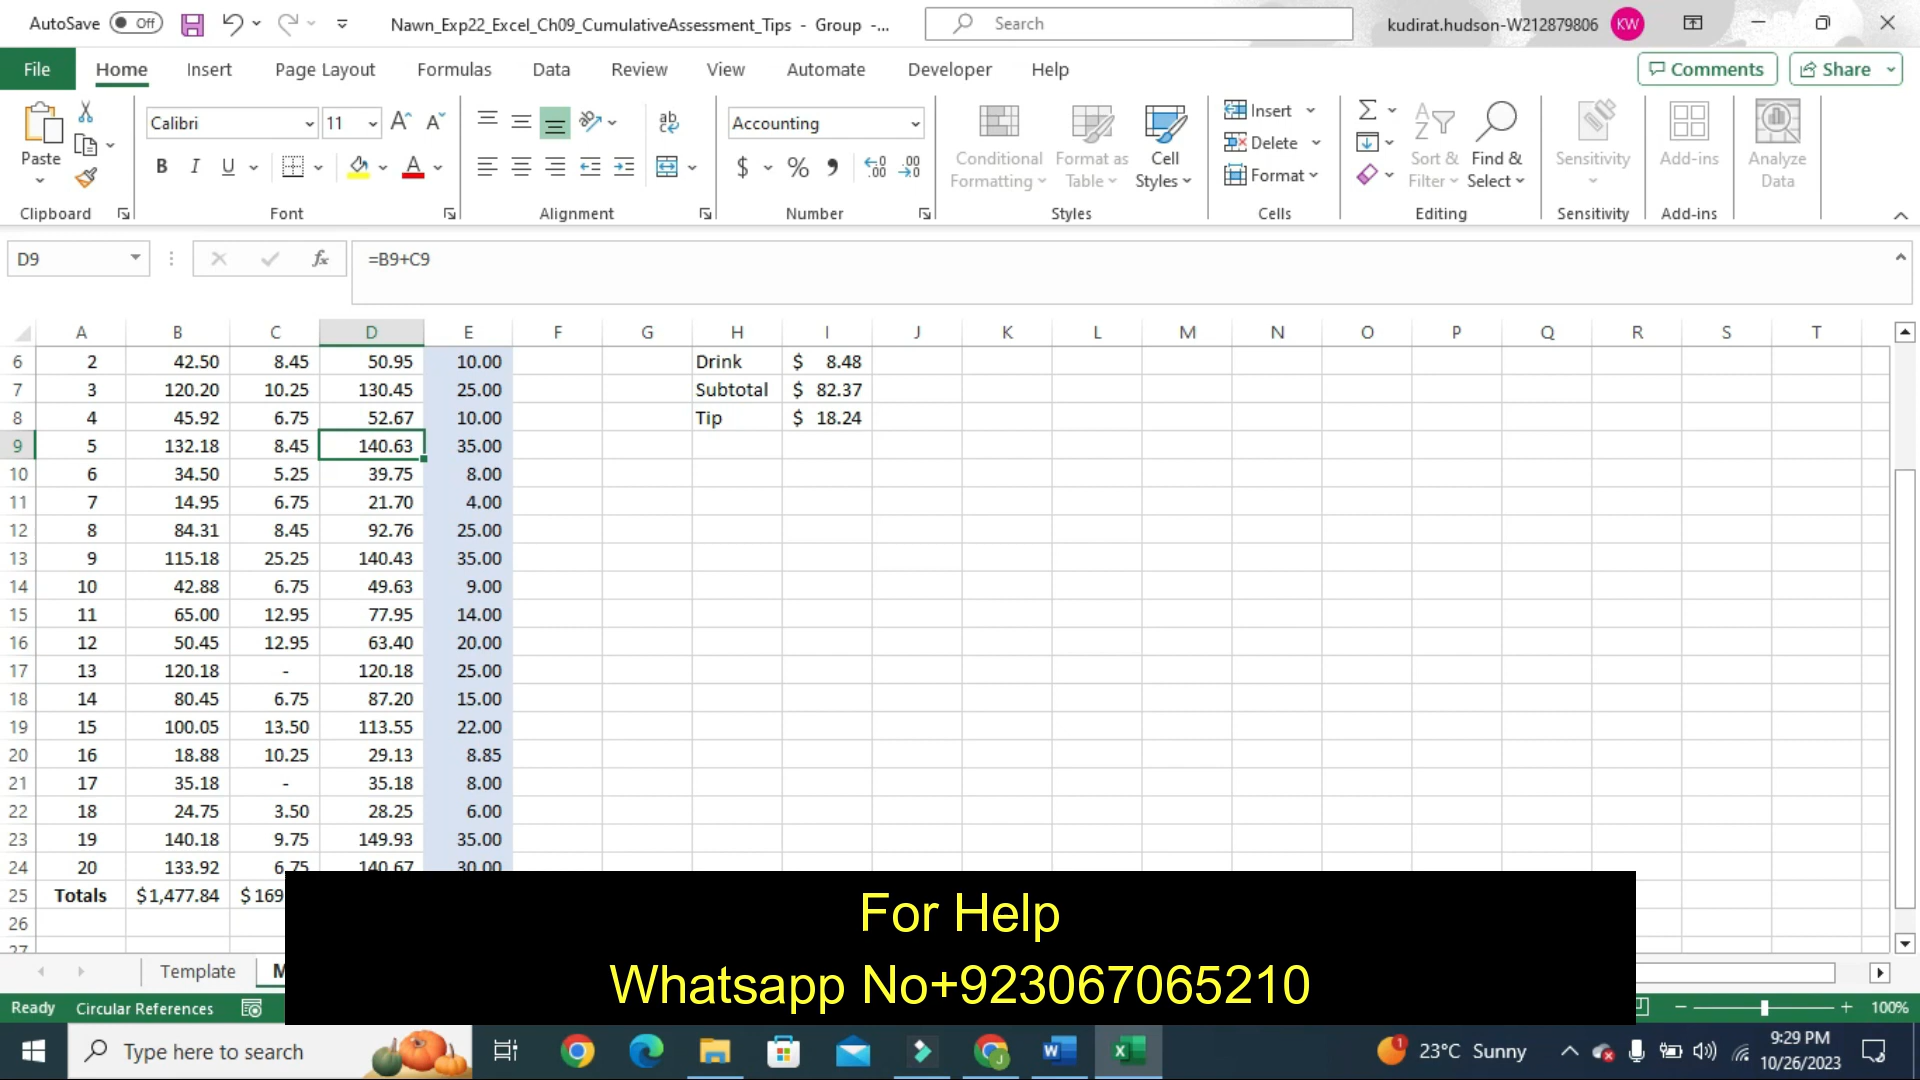 AutoSave Off Nawn_Exp22_Excel_Ch09_CumulativeAssessment_Tips - Group -... Search kudirat.hudson-W212879806 KW
File Home Insert Page Layout Formulas Data Review View Automate Developer Help Comments Share
Calibri 11 Accounting Insert
Paste Conditional Formatting Format as Table Cell Styles Delete Sort & Filter Find & Select Sensitivity Add-ins Analyze Data
Format
Clipboard Font Alignment Number Styles Cells Editing Sensitivity Add-ins
D9 =B9+C9
A B C D E F G H I J K L M N O P Q R S T
6 2 42.50 8.45 50.95 10.00 Drink $ 8.48
7 3 120.20 10.25 130.45 25.00 Subtotal $ 82.37
8 4 45.92 6.75 52.67 10.00 Tip $ 18.24
9 5 132.18 8.45 140.63 35.00
10 6 34.50 5.25 39.75 8.00
11 7 14.95 6.75 21.70 4.00
12 8 84.31 8.45 92.76 25.00
13 9 115.18 25.25 140.43 35.00
14 10 42.88 6.75 49.63 9.00
15 11 65.00 12.95 77.95 14.00
16 12 50.45 12.95 63.40 20.00
17 13 120.18 - 120.18 25.00
18 14 80.45 6.75 87.20 15.00
19 15 100.05 13.50 113.55 22.00
20 16 18.88 10.25 29.13 8.85
21 17 35.18 - 35.18 8.00
22 18 24.75 3.50 28.25 6.00
23 19 140.18 9.75 149.93 35.00
24 20 133.92 6.75 140.67 30.00
25 Totals $1,477.84 $169
26
27
For Help
Whatsapp No+923067065210
Template M
Ready Circular References 100%
Type here to search 23°C Sunny 9:29 PM
10/26/2023